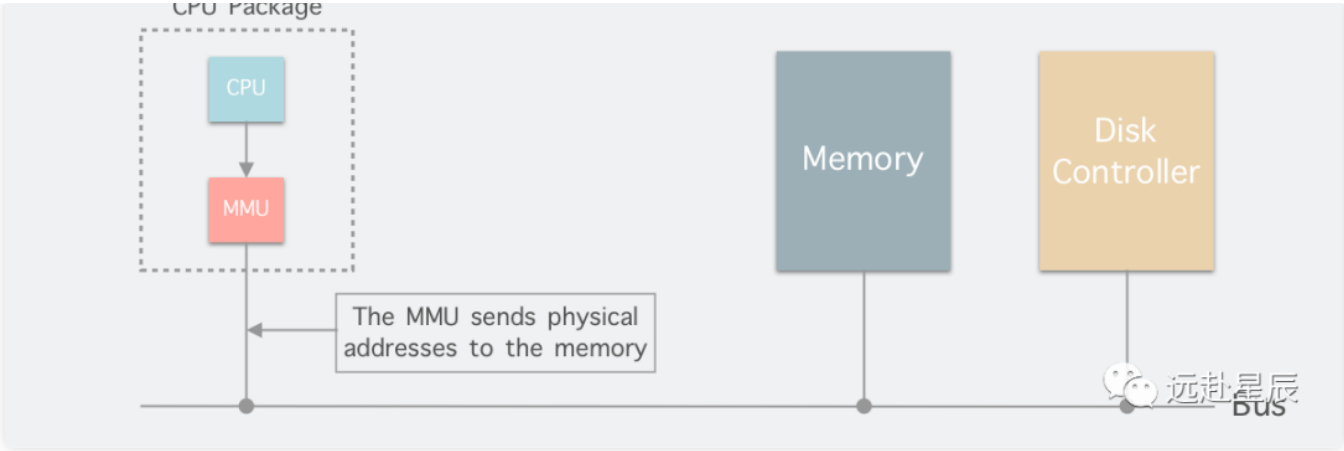 CPU Package
CPU
MMU
The MMU sends physical
addresses to the memory
Memory
Disk
Controller
远赴星辰
Bus